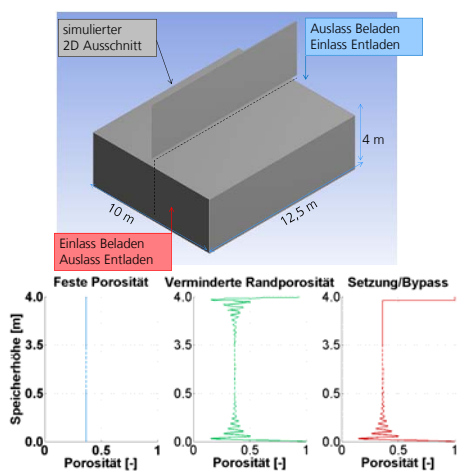 simulierter
2D Ausschnitt
Auslass Beladen
Einlass Entladen
4 m
10 m
12,5 m
Einlass Beladen
Auslass Entladen
Feste Porosität
Verminderte Randporosität
Setzung/Bypass
Speicherhöhe [m]
4.0
3.5
0.5
0.0
0
0.5
1
Porosität [-]
4.0
3.5
0.5
0.0
0
0.5
1
Porosität [-]
4.0
3.5
0.5
0.0
0
0.5
1
Porosität [-]